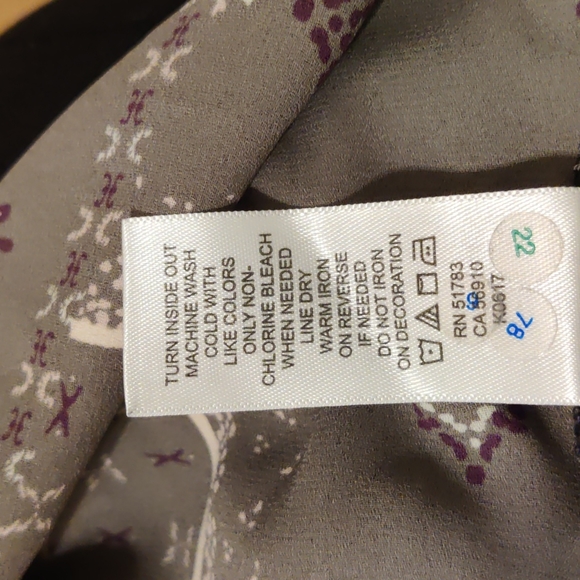 TURN INSIDE OUT
MACHINE WASH
COLD WITH
LIKE COLORS
ONLY NON-
CHLORINE BLEACH
WHEN NEEDED
LINE DRY
WARM IRON
ON REVERSE
IF NEEDED
DO NOT IRON
ON DECORATION
RN 51783
CA
K0617
22
78